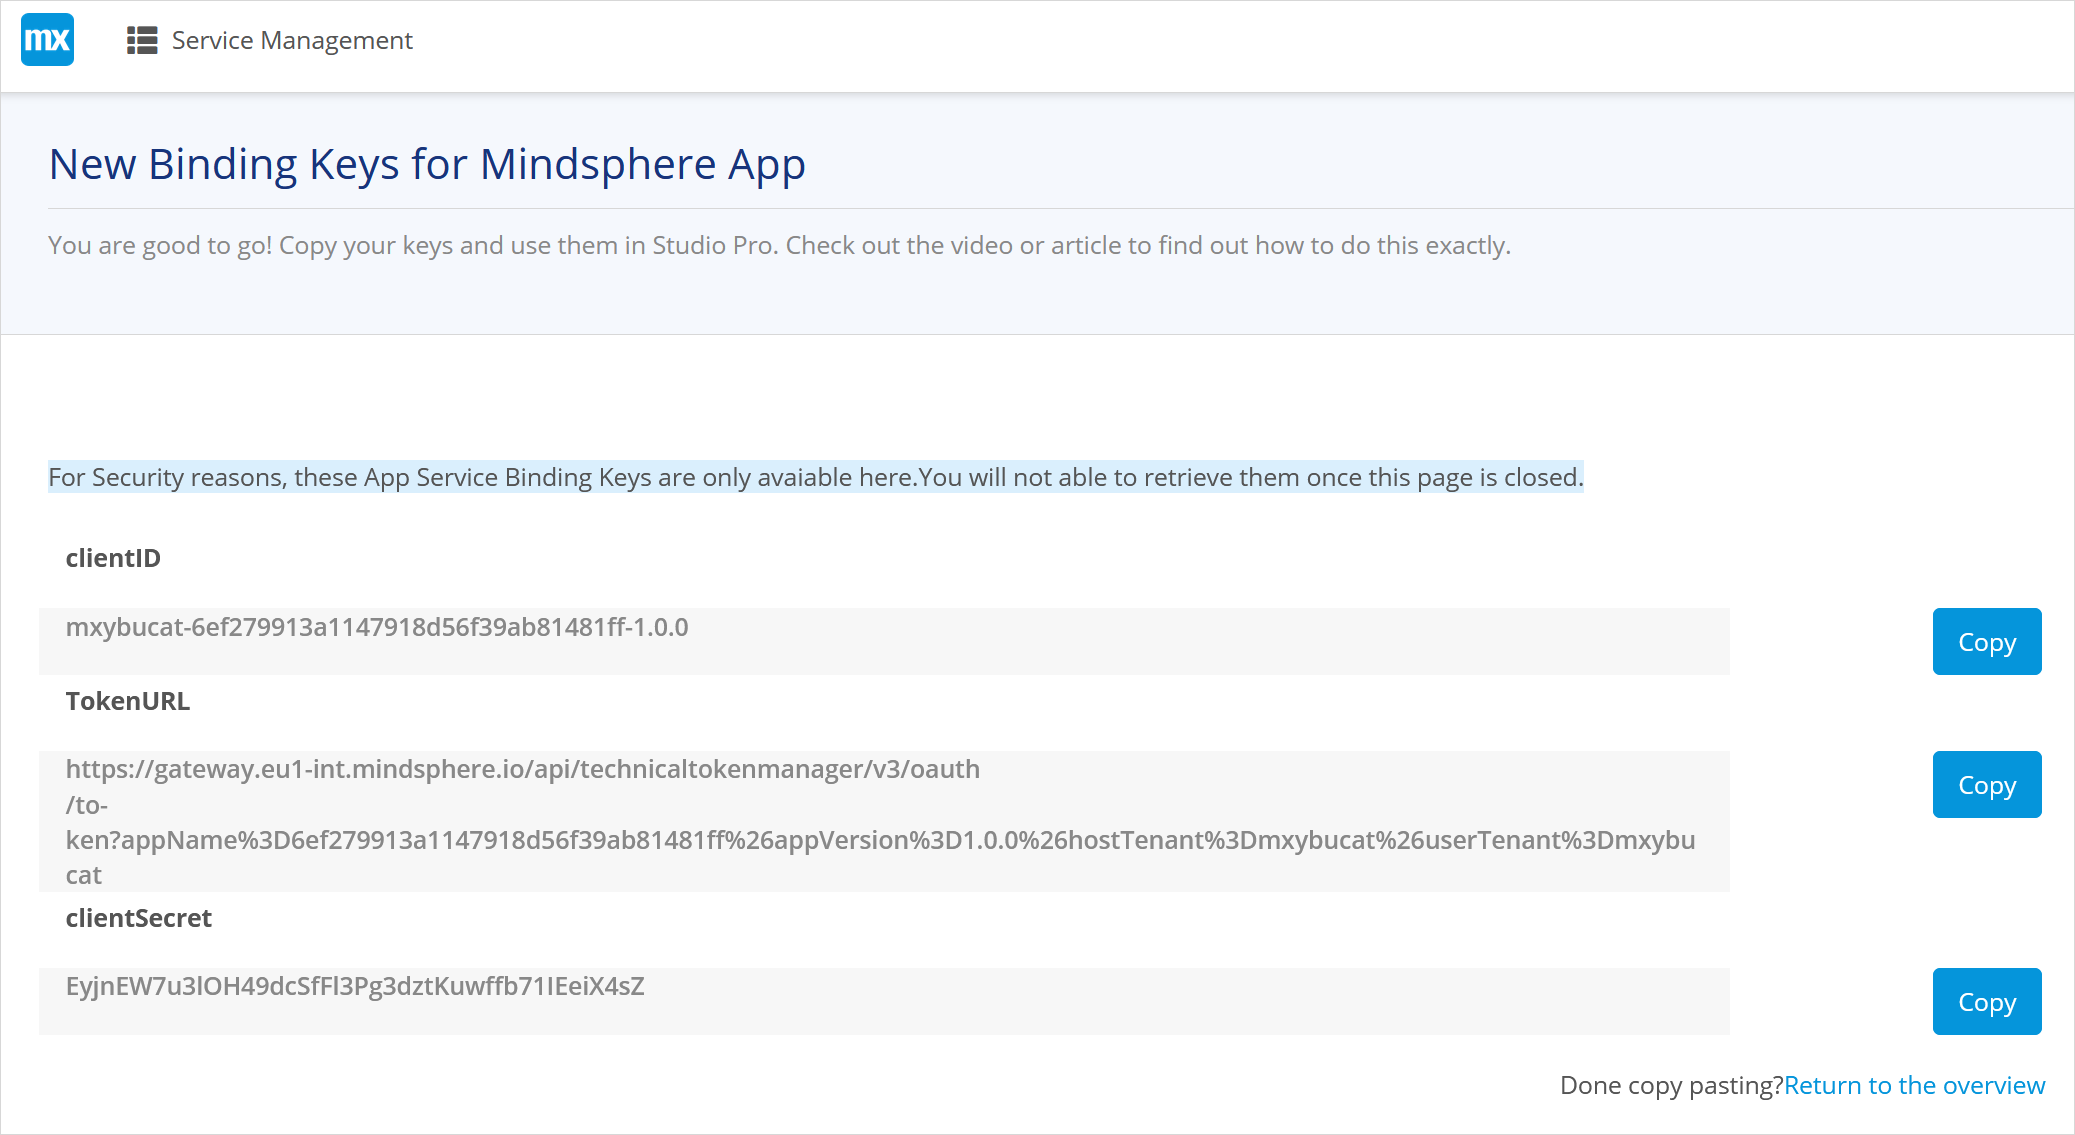 mx
Service Management
New Binding Keys for Mindsphere App
You are good to go! Copy your keys and use them in Studio Pro. Check out the video or article to find out how to do this exactly.
For Security reasons, these App Service Binding Keys are only avaiable here.You will not able to retrieve them once this page is closed.
clientID
mxybucat-6ef279913a1147918d56f39ab81481ff-1.0.0
Copy
TokenURL
https://gateway.eu1-int.mindsphere.io/api/technicaltokenmanager/v3/oauth
/to-
ken?appName%3D6ef279913a1147918d56f39ab81481ff%26appVersion%3D1.0.0%26hostTenant%3Dmxybucat%26userTenant%3Dmxybu
cat
Copy
clientSecret
EyjnEW7u3lOH49dcSfFl3Pg3dztKuwffb71IEeiX4sZ
Copy
Done copy pasting?Return to the overview